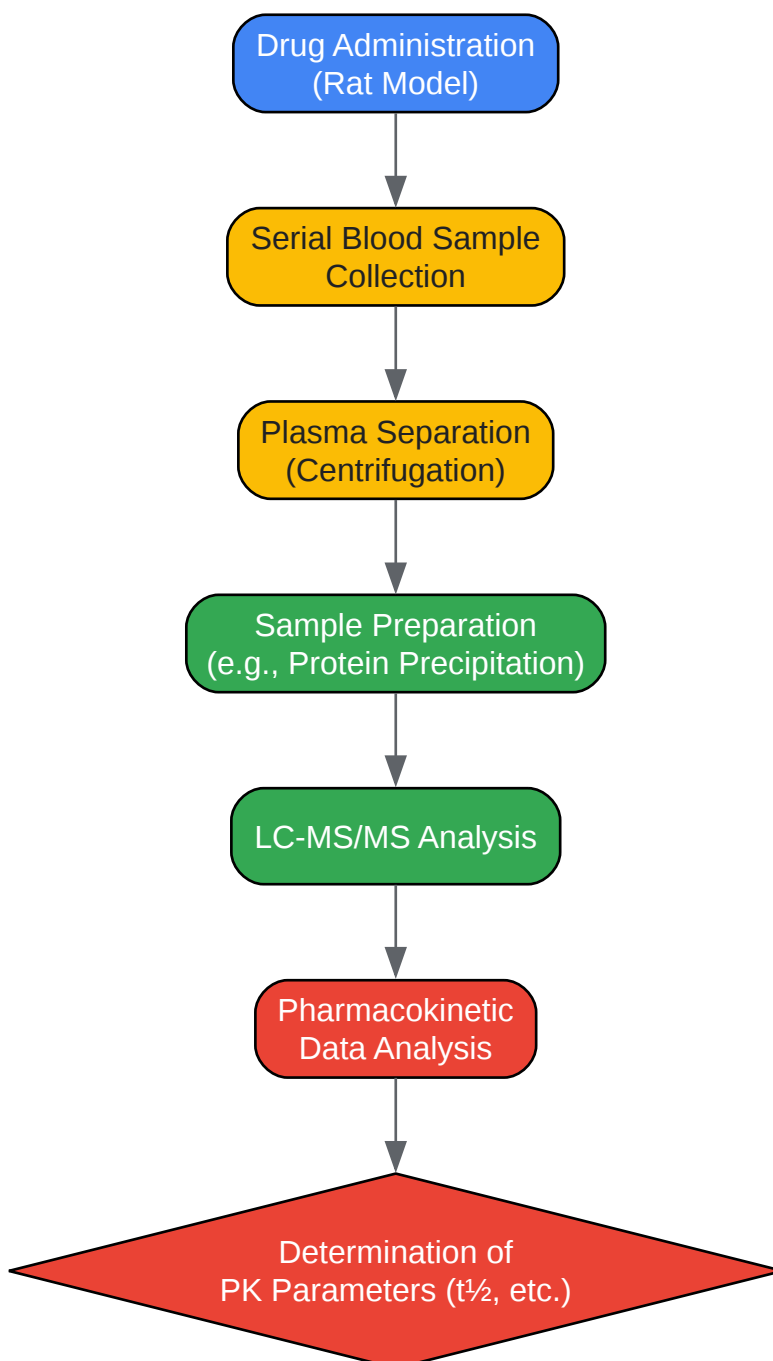 Drug Administration
(Rat Model)
Serial Blood Sample
Collection
Plasma Separation
(Centrifugation)
Sample Preparation
(e.g., Protein Precipitation)
LC-MS/MS Analysis
Pharmacokinetic
Data Analysis
Determination of
PK Parameters (t½, etc.)